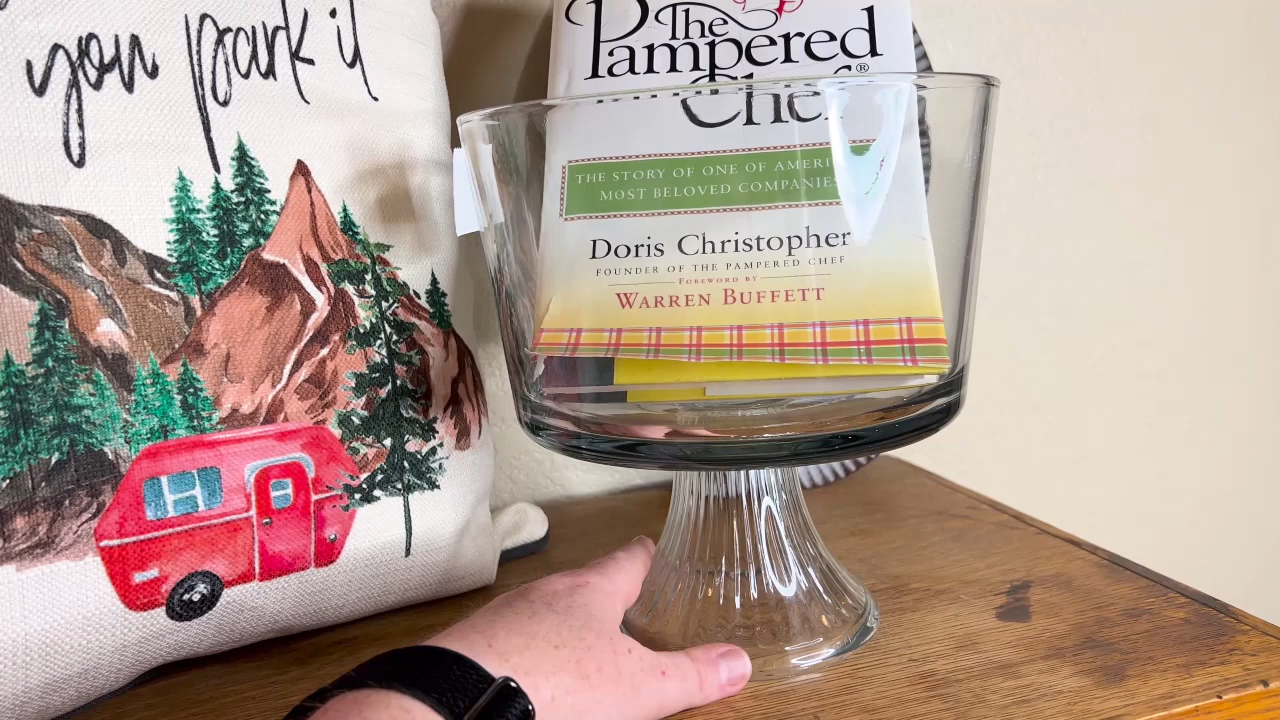 you park it
The
Pampered
Chef®
THE STORY OF ONE OF
MOST BELOVED COMPANIES
Doris Christopher
FOUNDER OF THE PAMPERED CHEF
FOREWORD BY
WARREN BUFFETT